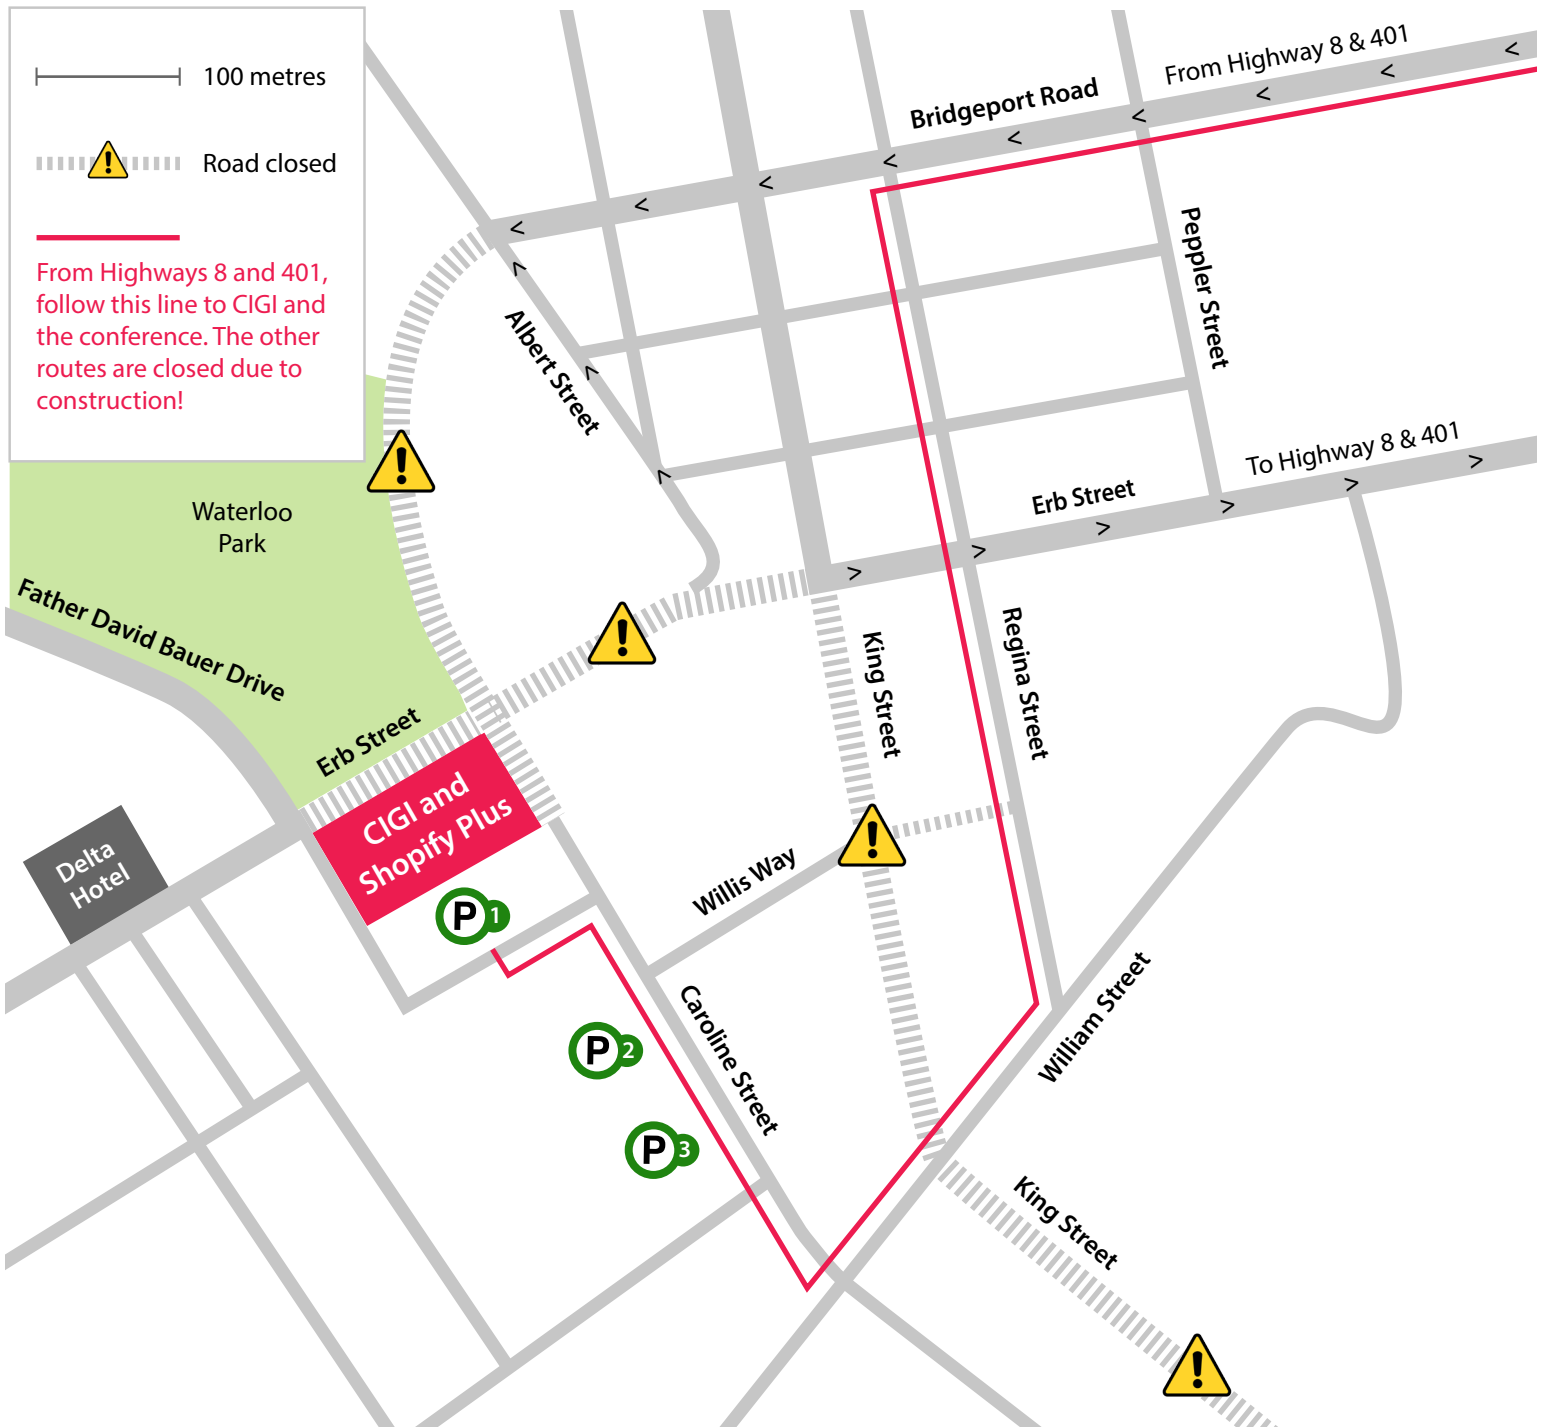 100 metres
Road closed
From Highways 8 and 401,
follow this line to CIGI and
the conference. The other
routes are closed due to
construction!
From Highway 8 & 401
Bridgeport Road
Peppler Street
Albert Street
To Highway 8 & 401
Erb Street
Waterloo
Park
Father David Bauer Drive
Regina Street
King Street
Erb Street
CIGI and
Shopify Plus
Delta
Hotel
Willis Way
P 1
William Street
Caroline Street
P 2
P 3
King Street